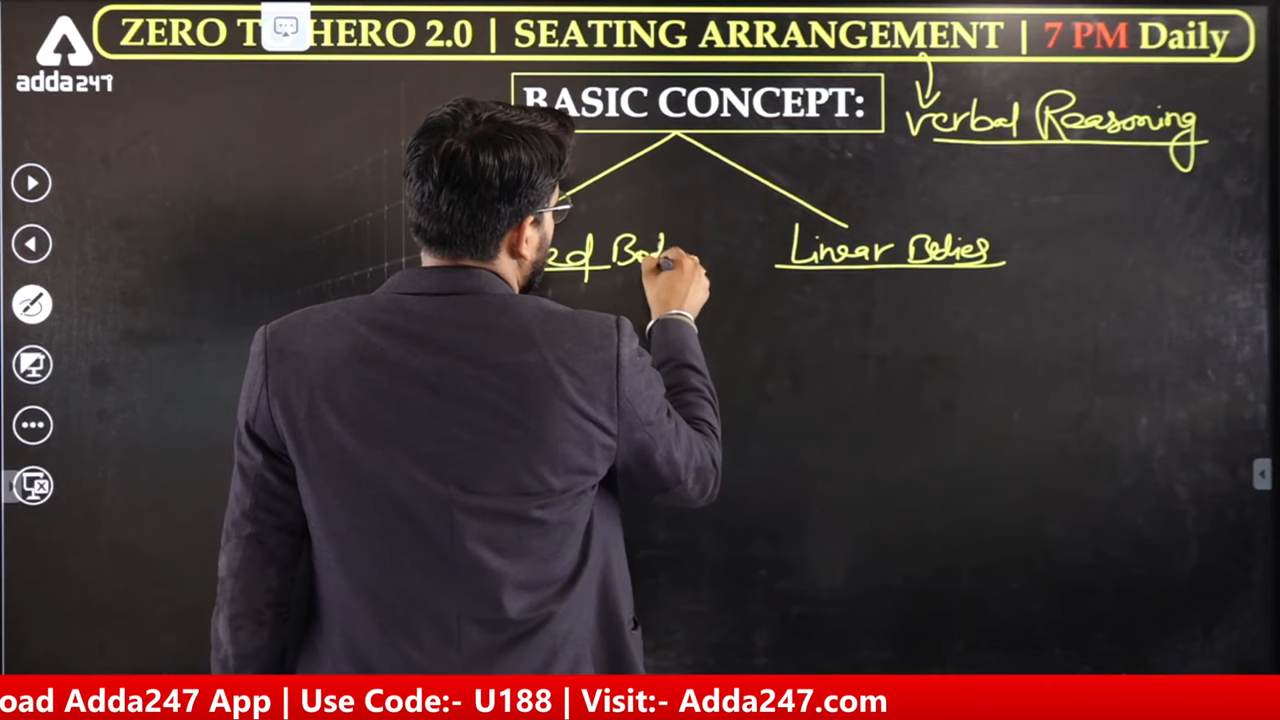 ZERO T HERO 2.0 | SEATING ARRANGEMENT | 7 PM Daily
adda247
BASIC CONCEPT:
Verbal Reasoning
Linear Bodies
oad Adda247 App | Use Code:- U188 | Visit:- Adda247.com